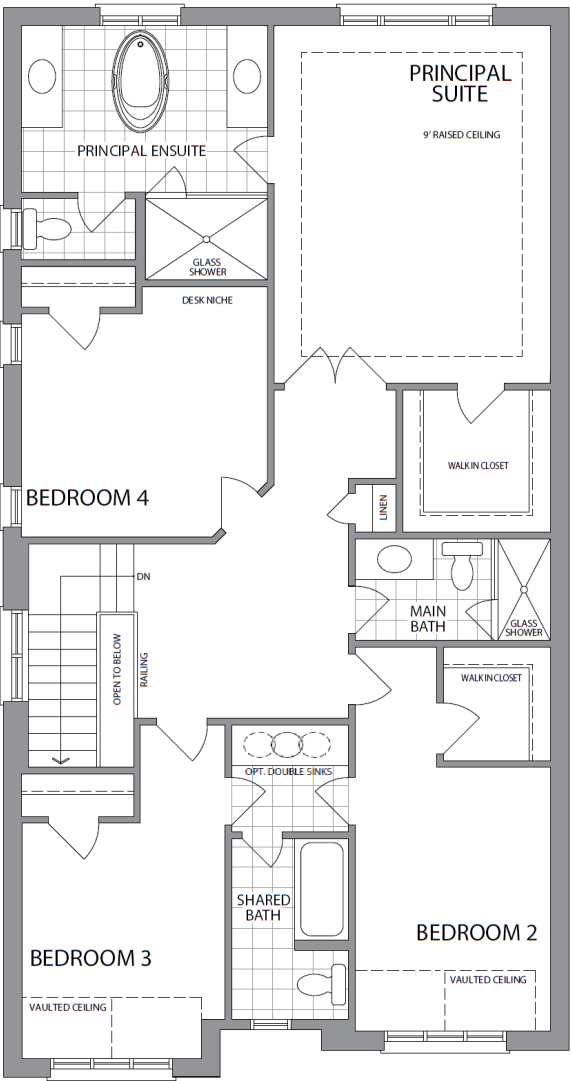 PRINCIPAL
SUITE
9' RAISED CEILING
PRINCIPAL ENSUITE
GLASS
SHOWER
DESK NICHE
WALK IN CLOSET
BEDROOM 4
LINEN
DN
MAIN
BATH
GLASS
SHOWER
OPEN TO BELOW
RAILING
WALK IN CLOSET
OPT. DOUBLE SINKS
SHARED
BATH
BEDROOM 2
BEDROOM 3
VAULTED CEILING
VAULTED CEILING